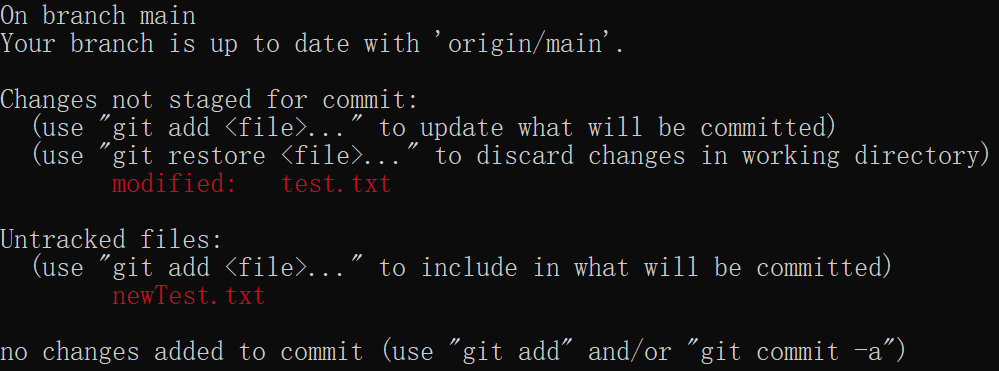 On branch main
Your branch is up to date with 'origin/main'.

Changes not staged for commit:
  (use "git add <file>..." to update what will be committed)
  (use "git restore <file>..." to discard changes in working directory)
        modified:   test.txt

Untracked files:
  (use "git add <file>..." to include in what will be committed)
        newTest.txt

no changes added to commit (use "git add" and/or "git commit -a")